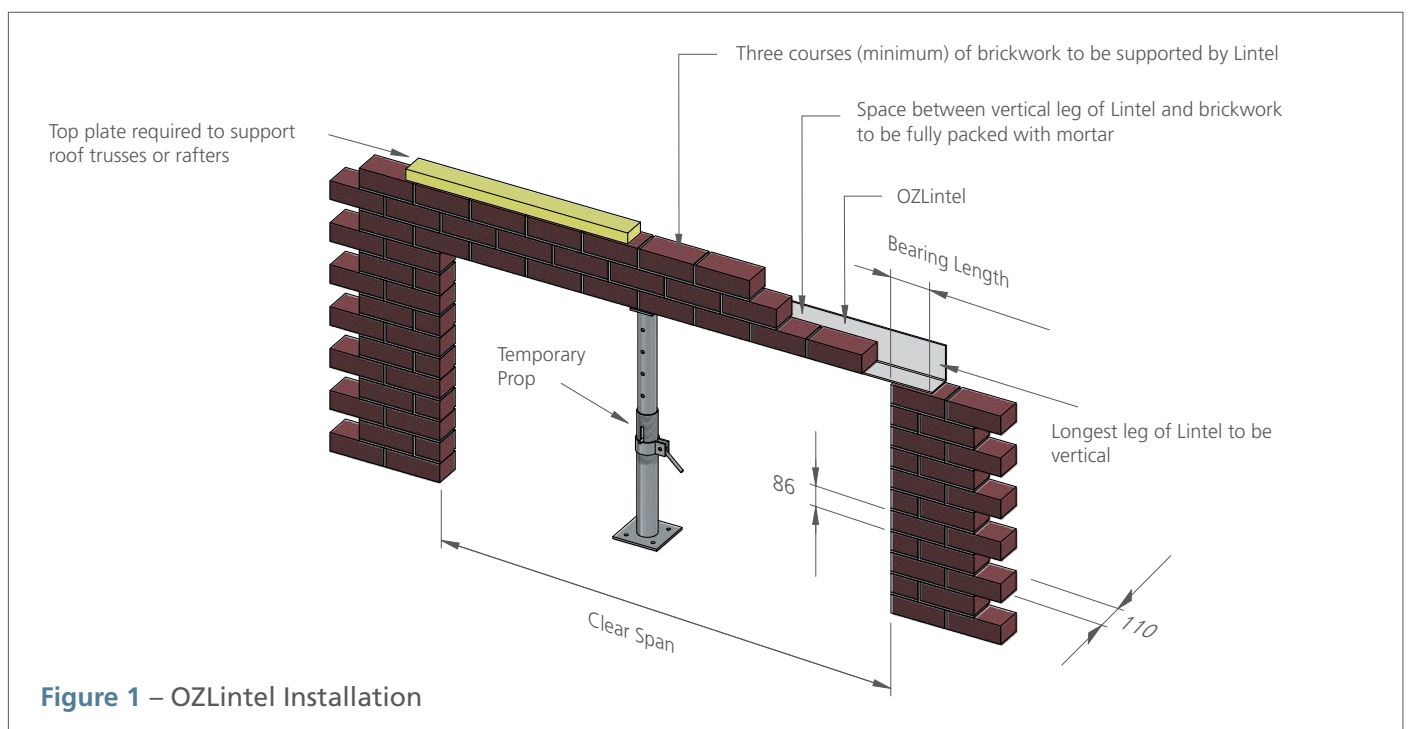 Three courses (minimum) of brickwork to be supported by Lintel
Space between vertical leg of Lintel and brickwork
to be fully packed with mortar
Top plate required to support
roof trusses or rafters
OZLintel
Bearing Length
Temporary
Prop
Longest leg of Lintel to be
vertical
86
110
Clear Span
Figure 1 – OZLintel Installation